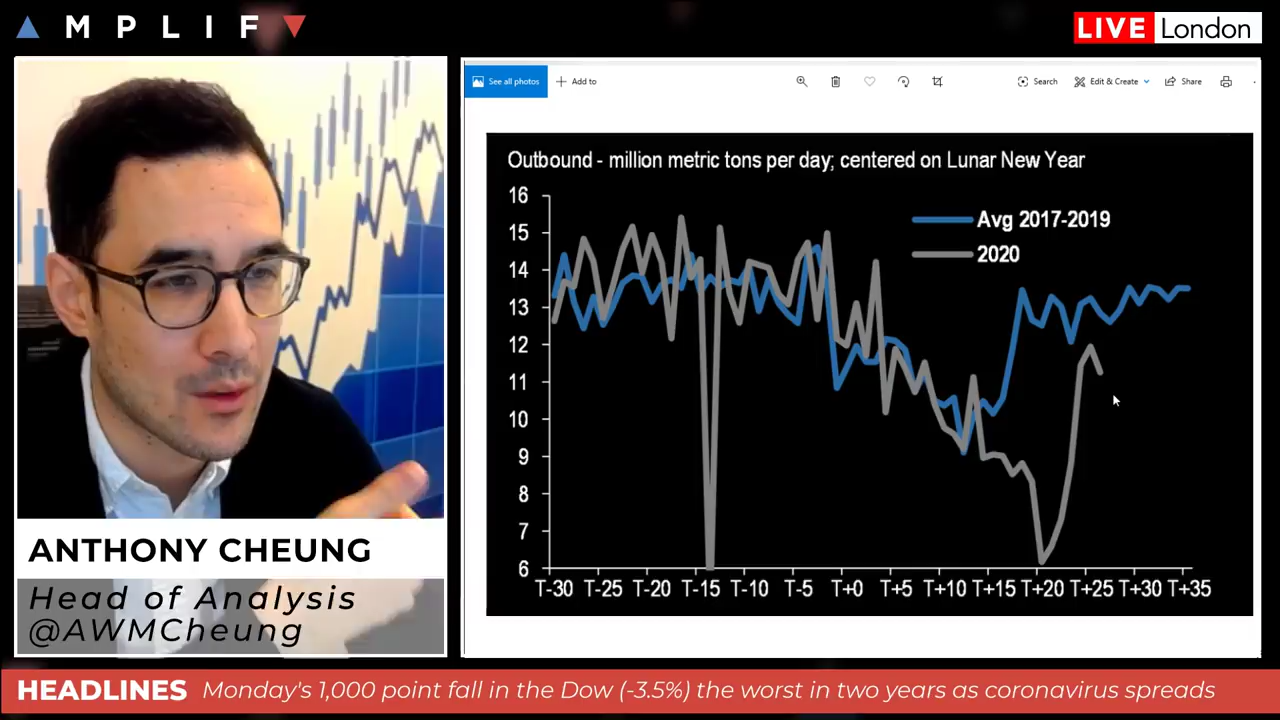 AMPLIFY
LIVE London
See all photos
Add to
Search
Edit & Create
Share
Outbound - million metric tons per day; centered on Lunar New Year
16
15
14
13
12
11
10
9
8
7
6
Avg 2017-2019
2020
T-30 T-25 T-20 T-15 T-10 T-5 T+0 T+5 T+10 T+15 T+20 T+25 T+30 T+35
ANTHONY CHEUNG
Head of Analysis
@AWMCheung
HEADLINES Monday's 1,000 point fall in the Dow (-3.5%) the worst in two years as coronavirus spreads